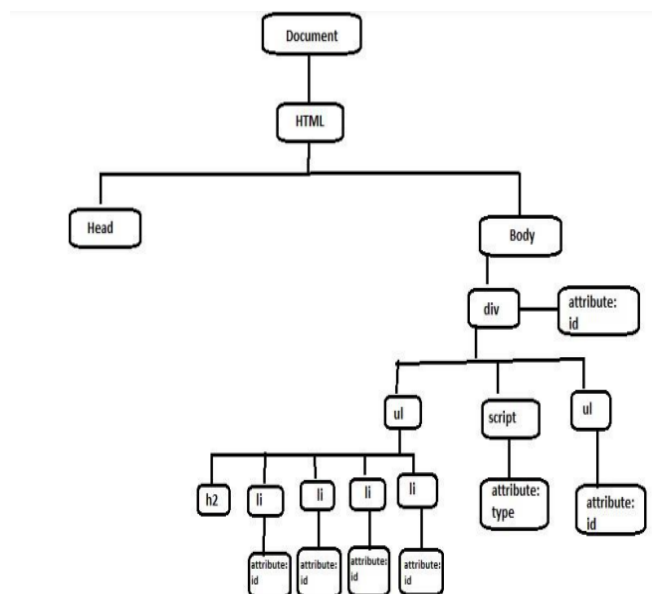 Document
HTML
Head
Body
div
attribute:
id
ul
script
ul
h2
li
li
li
li
attribute:
type
attribute:
id
attribute:
id
attribute:
id
attribute:
id
attribute:
id